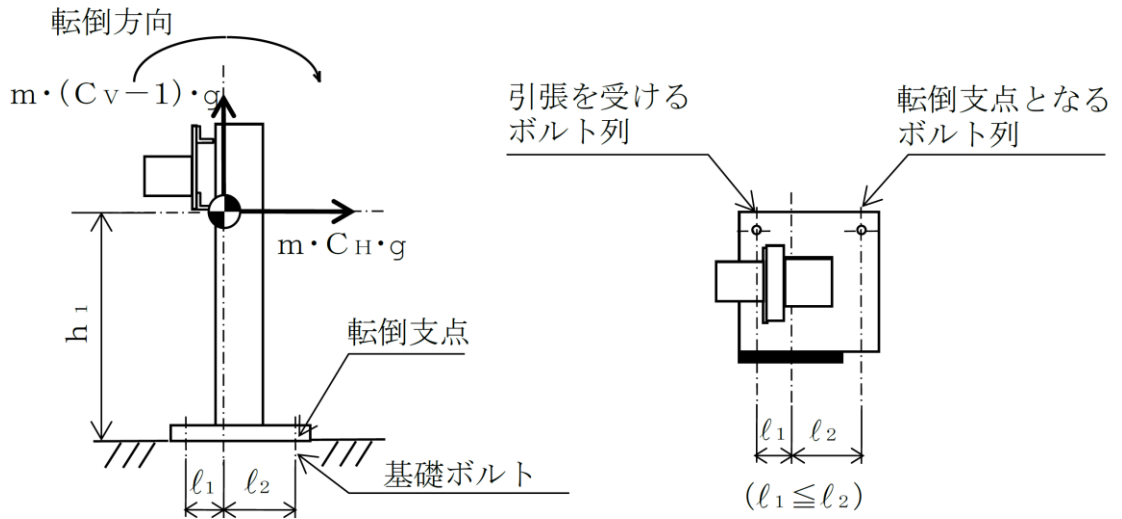 転倒方向
m・(CV－1)・g
m・CH・g
h1
転倒支点
基礎ボルト
ℓ1
ℓ2
引張を受ける
ボルト列
転倒支点となる
ボルト列
ℓ1
ℓ2
(ℓ1≦ℓ2)